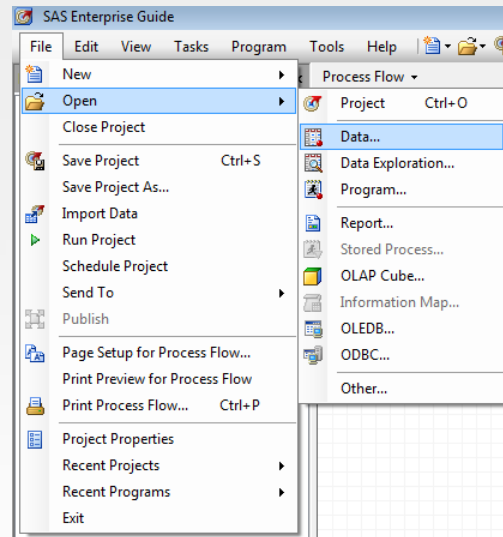 SAS Enterprise Guide
File Edit View Tasks Program Tools Help
New
Open
Close Project
Save Project Ctrl+S
Save Project As...
Import Data
Run Project
Schedule Project
Send To
Publish
Page Setup for Process Flow...
Print Preview for Process Flow
Print Process Flow... Ctrl+P
Project Properties
Recent Projects
Recent Programs
Exit
Process Flow
Project Ctrl+O
Data...
Data Exploration...
Program...
Report...
Stored Process...
OLAP Cube...
Information Map...
OLEDB...
ODBC...
Other...